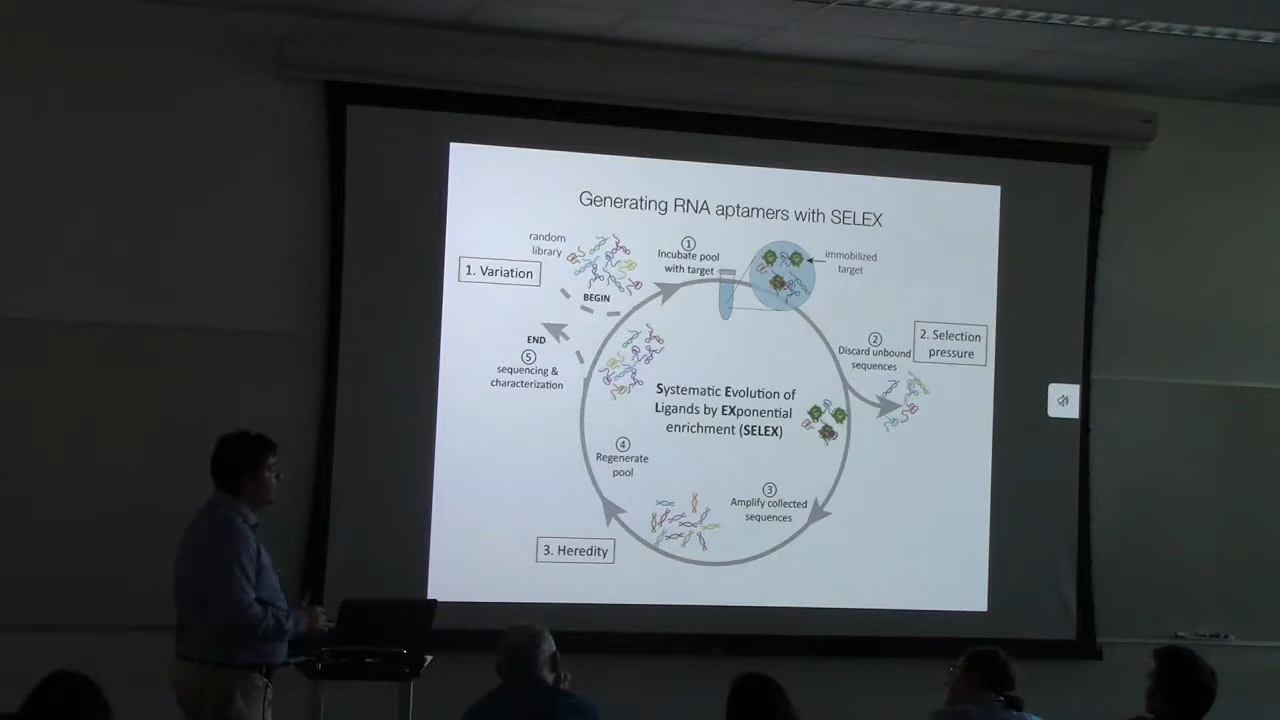 Generating RNA aptamers with SELEX
random
library
1. Variation
BEGIN
1
Incubate pool
with target
immobilized
target
2
Discard unbound
sequences
2. Selection
pressure
END
5
sequencing &
characterization
Systematic Evolution of
Ligands by EXponential
enrichment (SELEX)
4
Regenerate
pool
3
Amplify collected
sequences
3. Heredity